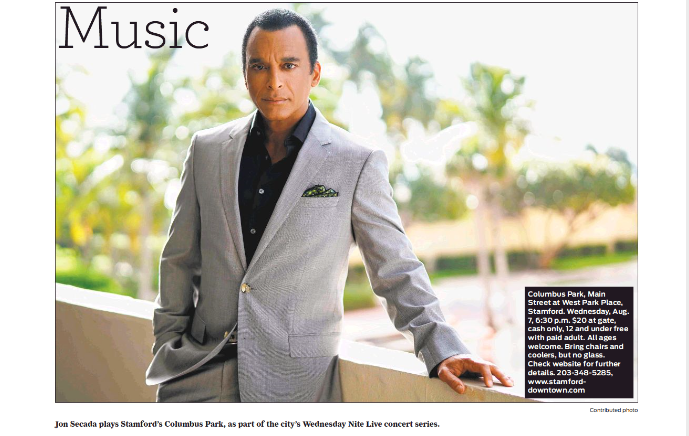 Music
Columbus Park, Main
Street at West Park Place,
Stamford. Wednesday, Aug.
7, 6:30 p.m. $20 at gate,
cash only, 12 and under free
with paid adult. All ages
welcome. Bring chairs and
coolers, but no glass.
Check website for further
details. 203-348-5285,
www.stamford-
downtown.com
Contributed photo
Jon Secada plays Stamford’s Columbus Park, as part of the city’s Wednesday Nite Live concert series.